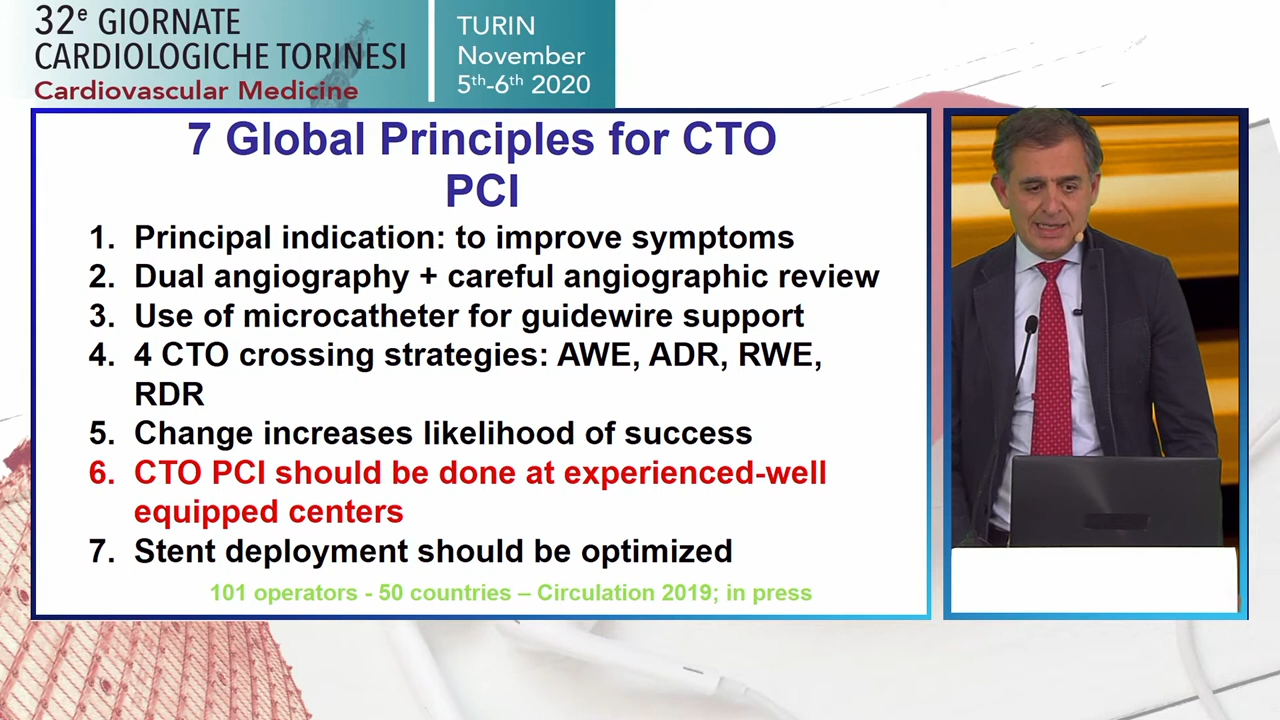 32e GIORNATE
CARDIOLOGICHE TORINESI
Cardiovascular Medicine
TURIN
November
5th-6th 2020
7 Global Principles for CTO
PCI
1. Principal indication: to improve symptoms
2. Dual angiography + careful angiographic review
3. Use of microcatheter for guidewire support
4. 4 CTO crossing strategies: AWE, ADR, RWE,
RDR
5. Change increases likelihood of success
6. CTO PCI should be done at experienced-well
equipped centers
7. Stent deployment should be optimized
101 operators - 50 countries – Circulation 2019; in press